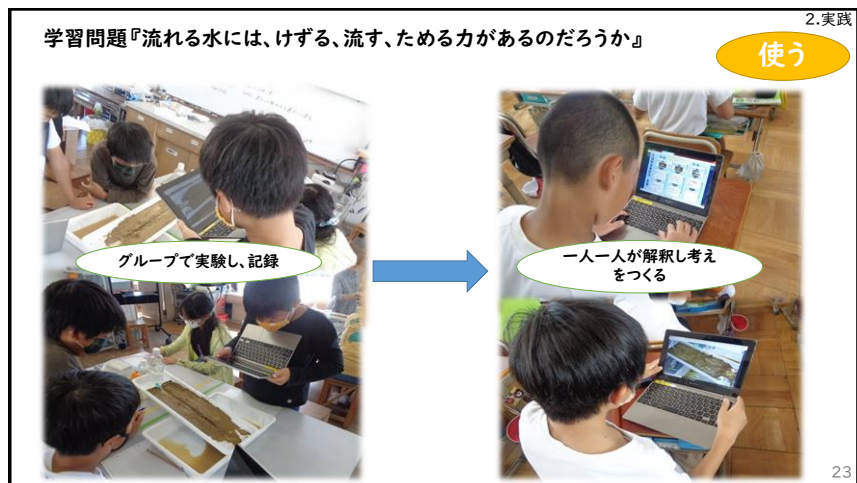 2.実践
学習問題『流れる水には、けずる、流す、ためる力があるのだろうか』
使う
グループで実験し、記録
一人一人が解釈し考え
をつくる
23